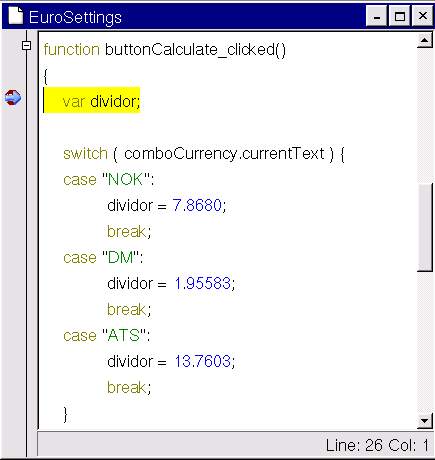 EuroSettings
function buttonCalculate_clicked()
{
var dividor;
switch ( comboCurrency.currentText ) {
case "NOK":
dividor = 7.8680;
break;
case "DM":
dividor = 1.95583;
break;
case "ATS":
dividor = 13.7603;
break;
}
Line: 26 Col: 1